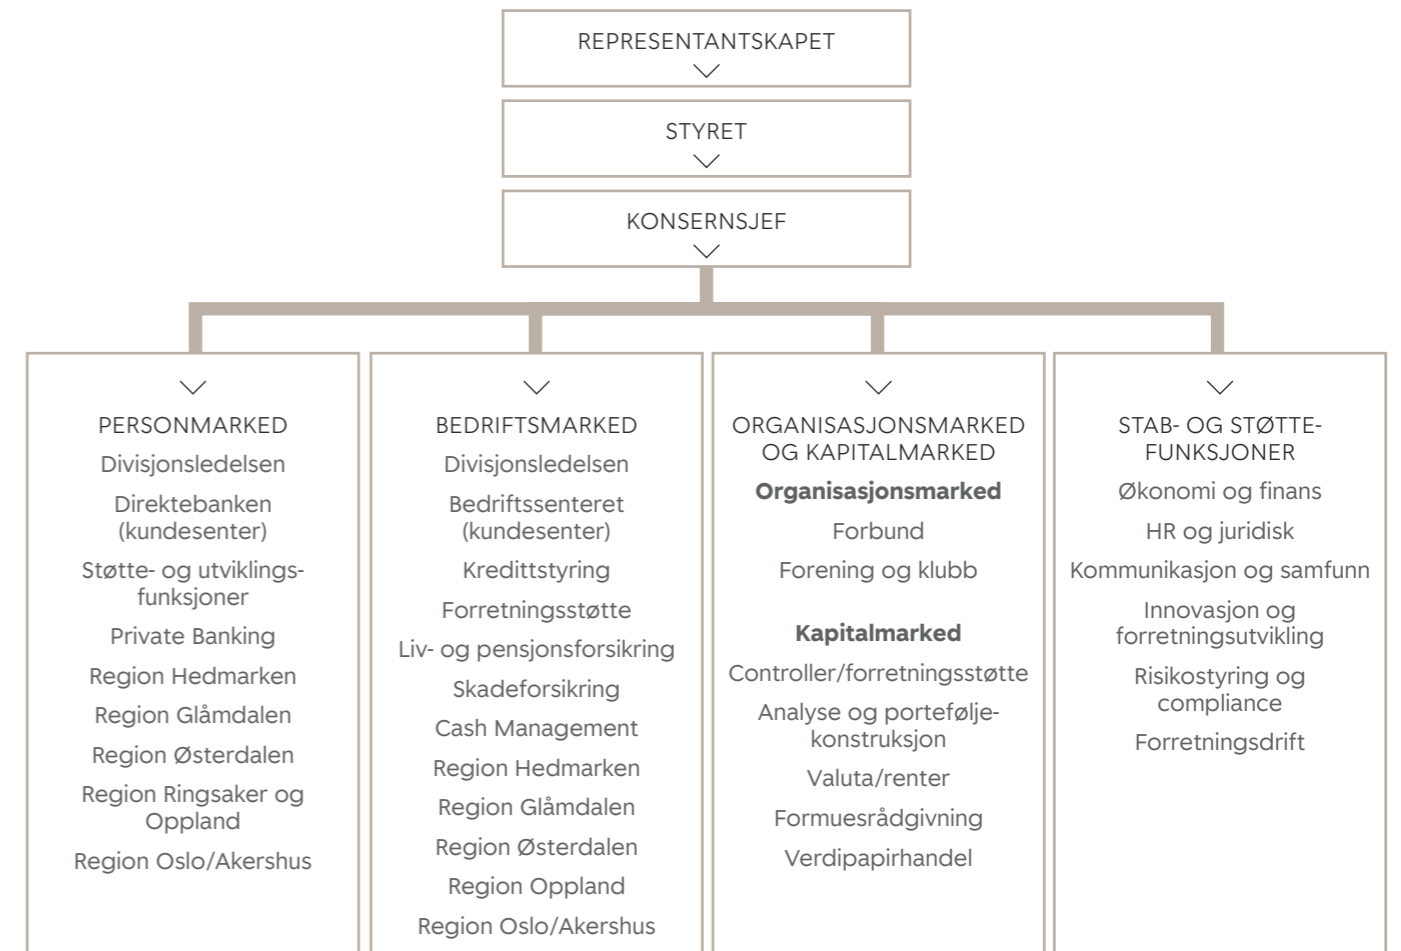 REPRESENTANTSKAPET
STYRET
KONSERNSJEF
PERSONMARKED
Divisjonsledelsen
Direktebanken
(kundesenter)
Støtte- og utviklings-
funksjoner
Private Banking
Region Hedmarken
Region Glåmdalen
Region Østerdalen
Region Ringsaker og
Oppland
Region Oslo/Akershus
BEDRIFTSMARKED
Divisjonsledelsen
Bedriftssenteret
(kundesenter)
Kredittstyring
Forretningsstøtte
Liv- og pensjonsforsikring
Skadeforsikring
Cash Management
Region Hedmarken
Region Glåmdalen
Region Østerdalen
Region Oppland
Region Oslo/Akershus
ORGANISASJONSMARKED
OG KAPITALMARKED
Organisasjonsmarked
Forbund
Forening og klubb
Kapitalmarked
Controller/forretningsstøtte
Analyse og portefølje-
konstruksjon
Valuta/renter
Formuesrådgivning
Verdipapirhandel
STAB- OG STØTTE-
FUNKSJONER
Økonomi og finans
HR og juridisk
Kommunikasjon og samfunn
Innovasjon og
forretningsutvikling
Risikostyring og
compliance
Forretningsdrift